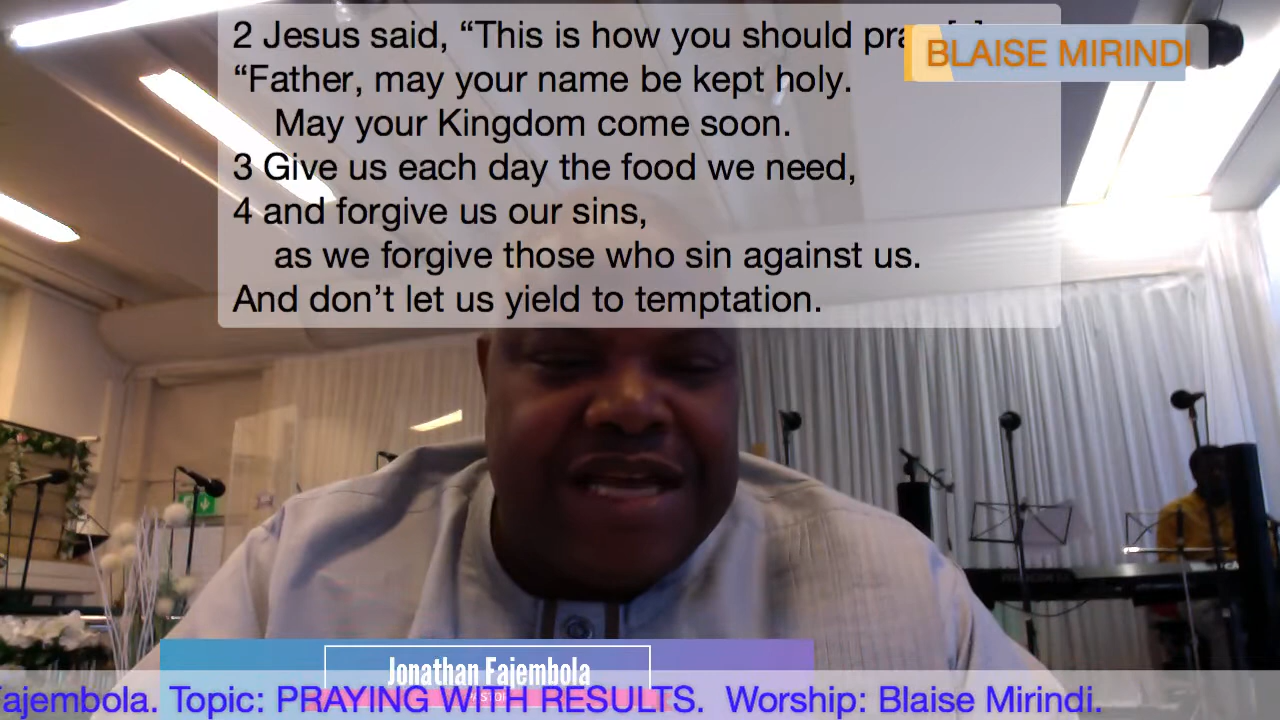 2 Jesus said, “This is how you should
“Father, may your name be kept holy.
May your Kingdom come soon.
3 Give us each day the food we need,
4 and forgive us our sins,
as we forgive those who sin against us.
And don’t let us yield to temptation.
BLAISE MIRINDI
Jonathan Fajembola
ajembola. Topic: PRAYING WITH RESULTS. Worship: Blaise Mirindi.